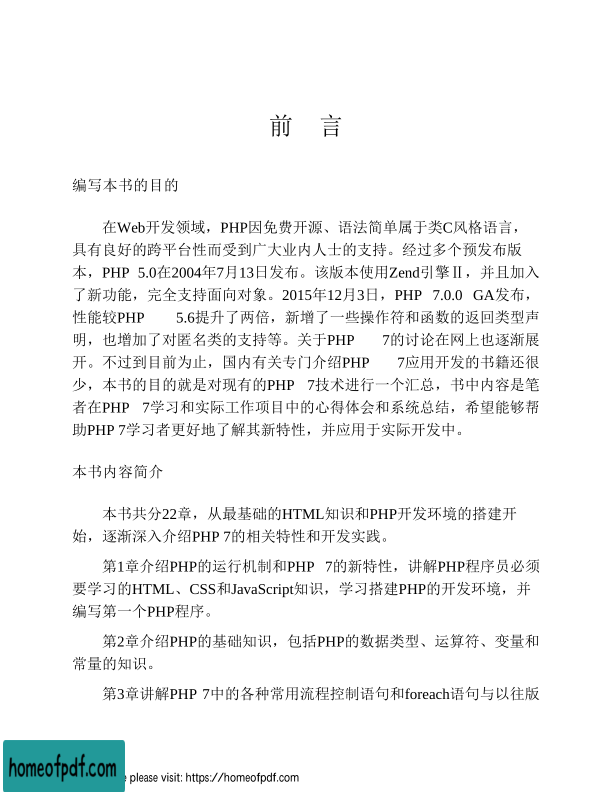 前 言
编写本书的目的
在Web开发领域，PHP因免费开源、语法简单属于类C风格语言，
具有良好的跨平台性而受到广大业内人士的支持。经过多个预发布版
本，PHP 5.0在2004年7月13日发布。该版本使用Zend引擎Ⅱ，并且加入
了新功能，完全支持面向对象。2015年12月3日，PHP 7.0.0 GA发布，
性能较PHP 5.6提升了两倍，新增了一些操作符和函数的返回类型声
明，也增加了对匿名类的支持等。关于PHP 7的讨论在网上也逐渐展
开。不过到目前为止，国内有关专门介绍PHP 7应用开发的书籍还很
少，本书的目的就是对现有的PHP 7技术进行一个汇总，书中内容是笔
者在PHP 7学习和实际工作项目中的心得体会和系统总结，希望能够帮
助PHP 7学习者更好地了解其新特性，并应用于实际开发中。
本书内容简介
本书共分22章，从最基础的HTML知识和PHP开发环境的搭建开
始，逐渐深入介绍PHP 7的相关特性和开发实践。
第1章介绍PHP的运行机制和PHP 7的新特性，讲解PHP程序员必须
要学习的HTML、CSS和JavaScript知识，学习搭建PHP的开发环境，并
编写第一个PHP程序。
第2章介绍PHP的基础知识，包括PHP的数据类型、运算符、变量和
常量的知识。
第3章讲解PHP 7中的各种常用流程控制语句和foreach语句与以往版
homeofpdf.com
please visit: https://homeofpdf.com